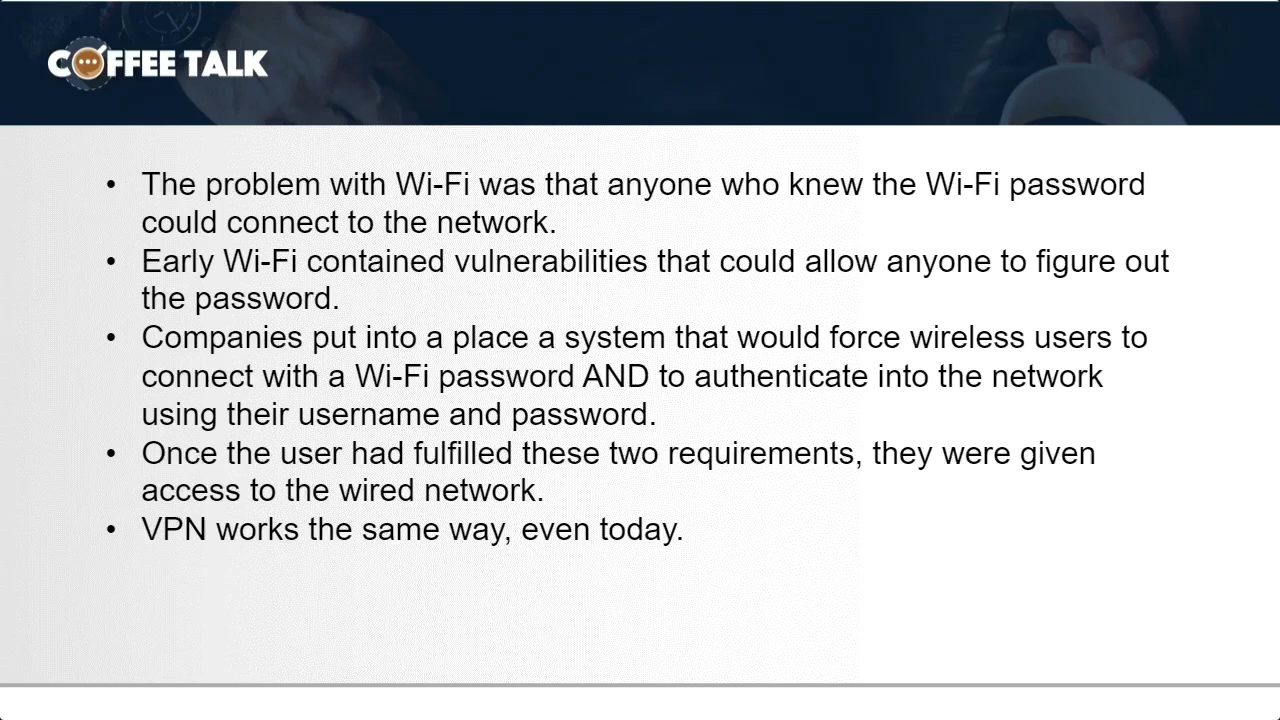 COFFEE TALK
• The problem with Wi-Fi was that anyone who knew the Wi-Fi password
could connect to the network.
• Early Wi-Fi contained vulnerabilities that could allow anyone to figure out
the password.
• Companies put into a place a system that would force wireless users to
connect with a Wi-Fi password AND to authenticate into the network
using their username and password.
• Once the user had fulfilled these two requirements, they were given
access to the wired network.
• VPN works the same way, even today.